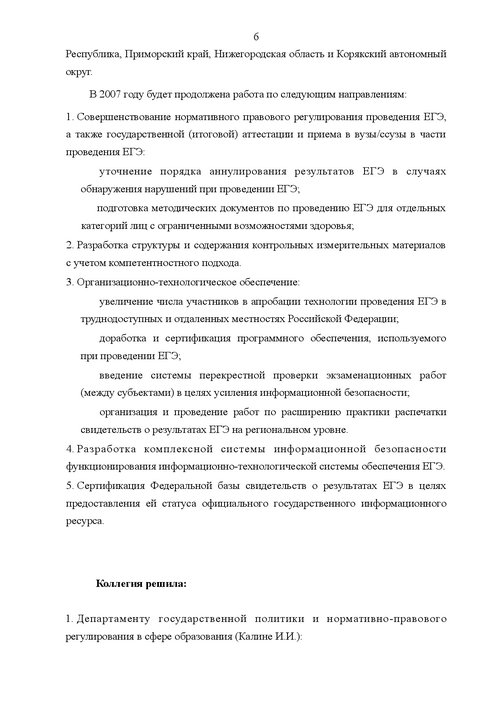 6
Республика, Приморский край, Нижегородская область и Корякский автономный
округ.
В 2007 году будет продолжена работа по следующим направлениям:
1. Совершенствование нормативного правового регулирования проведения ЕГЭ,
а также государственной (итоговой) аттестации и приема в вузы/ссузы в части
проведения ЕГЭ:
уточнение порядка аннулирования результатов ЕГЭ в случаях
обнаружения нарушений при проведении ЕГЭ;
подготовка методических документов по проведению ЕГЭ для отдельных
категорий лиц с ограниченными возможностями здоровья;
2. Разработка структуры и содержания контрольных измерительных материалов
с учетом компетентностного подхода.
3. Организационно-технологическое обеспечение:
увеличение числа участников в апробации технологии проведения ЕГЭ в
труднодоступных и отдаленных местностях Российской Федерации;
доработка и сертификация программного обеспечения, используемого
при проведении ЕГЭ;
введение системы перекрестной проверки экзаменационных работ
(между субъектами) в целях усиления информационной безопасности;
организация и проведение работ по расширению практики распечатки
свидетельств о результатах ЕГЭ на региональном уровне.
4. Разработка комплексной системы информационной безопасности
функционирования информационно-технологической системы обеспечения ЕГЭ.
5. Сертификация Федеральной базы свидетельств о результатах ЕГЭ в целях
предоставления ей статуса официального государственного информационного
ресурса.
Коллегия решила:
1. Департаменту государственной политики и нормативно-правового
регулирования в сфере образования (Калине И.И.):